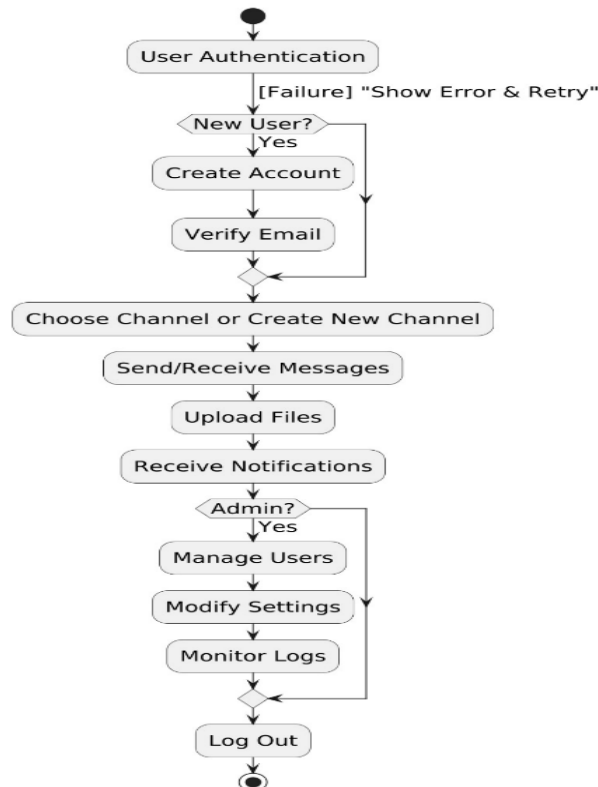 User Authentication
[Failure] "Show Error & Retry"
New User?
Yes
Create Account
Verify Email
Choose Channel or Create New Channel
Send/Receive Messages
Upload Files
Receive Notifications
Admin?
Yes
Manage Users
Modify Settings
Monitor Logs
Log Out